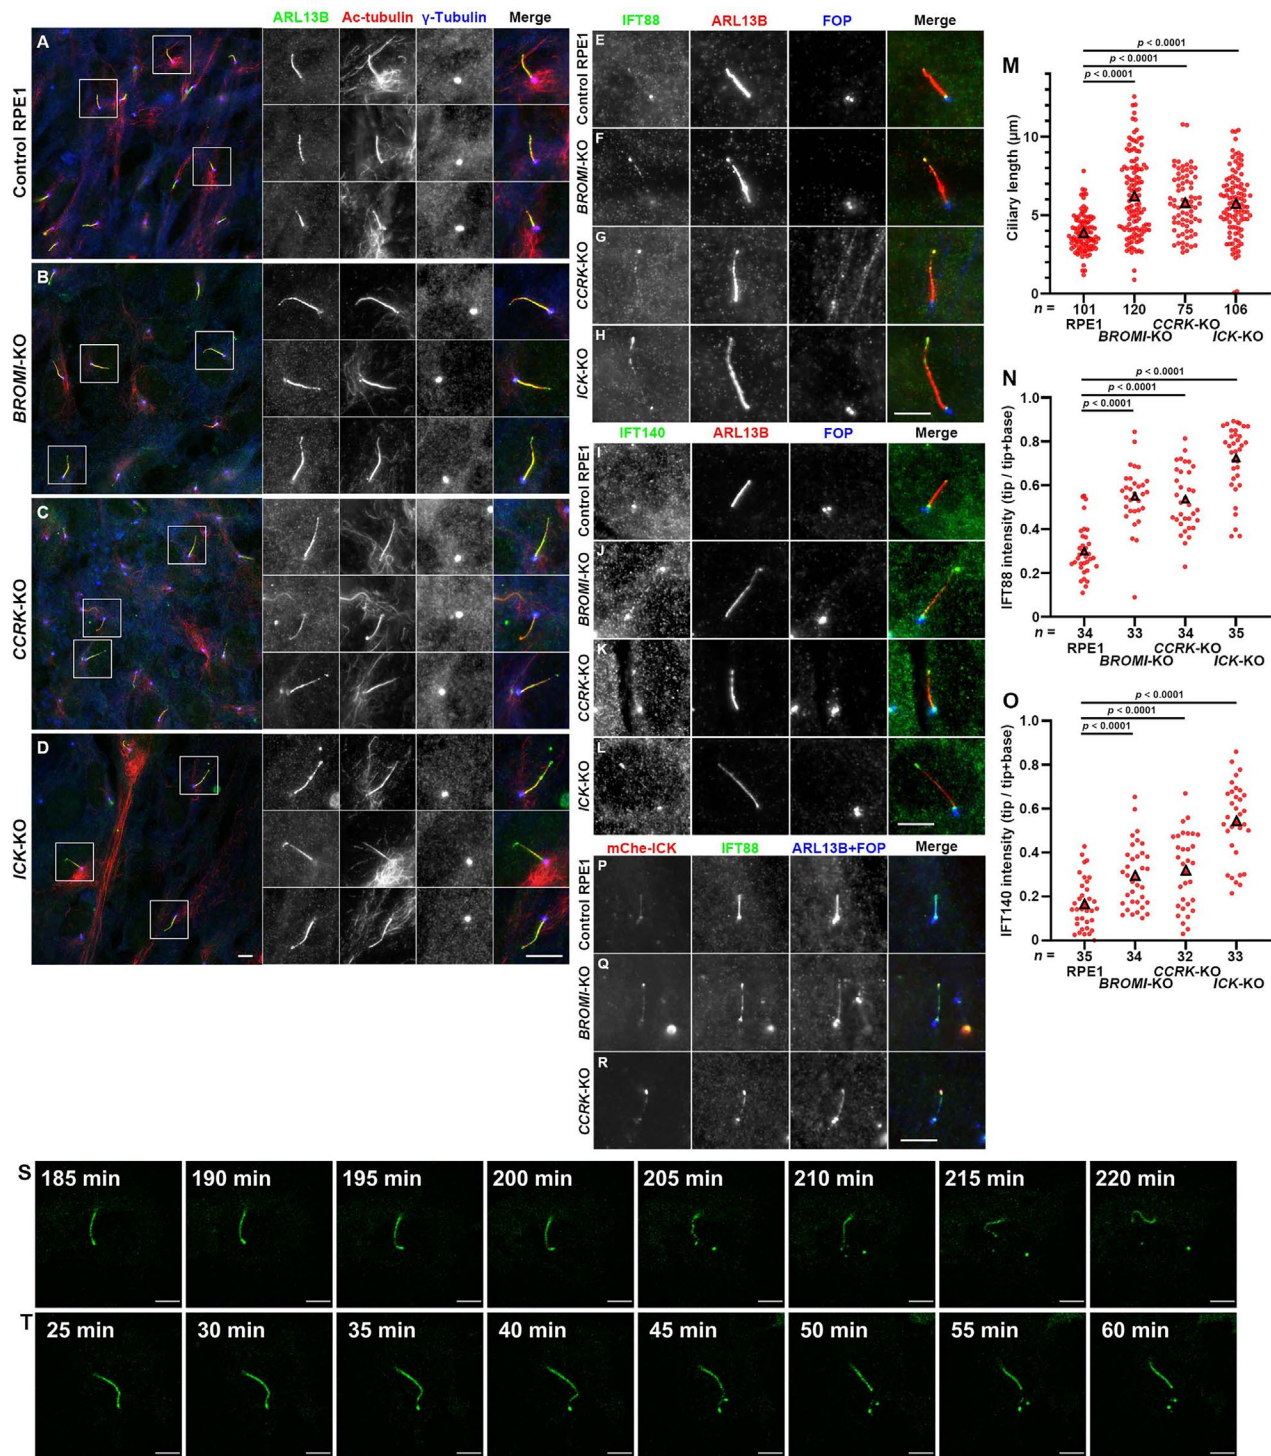 ARL13B Ac-tubulin γ-Tubulin Merge
A
Control RPE1
B
BROMI-KO
C
CCRK-KO
D
ICK-KO
IFT88 ARL13B FOP Merge
E
Control RPE1
F
BROMI-KO
G
CCRK-KO
H
ICK-KO
IFT140 ARL13B FOP Merge
I
Control RPE1
J
BROMI-KO
K
CCRK-KO
L
ICK-KO
mChe-ICK IFT88 ARL13B+FOP Merge
P
Control RPE1
Q
BROMI-KO
R
CCRK-KO
M
p < 0.0001
p < 0.0001
p < 0.0001
Ciliary length (μm)
10
5
0
n = 101 120 75 106
RPE1 CCRK-KO
BROMI-KO ICK-KO
N
p < 0.0001
p < 0.0001
p < 0.0001
IFT88 intensity (tip / tip+base)
1.0
0.8
0.6
0.4
0.2
0
n = 34 33 34 35
RPE1 CCRK-KO
BROMI-KO ICK-KO
O
p < 0.0001
p < 0.0001
p < 0.0001
IFT140 intensity (tip / tip+base)
1.0
0.8
0.6
0.4
0.2
0
n = 35 34 32 33
RPE1 CCRK-KO
BROMI-KO ICK-KO
S
185 min 190 min 195 min 200 min 205 min 210 min 215 min 220 min
T
25 min 30 min 35 min 40 min 45 min 50 min 55 min 60 min